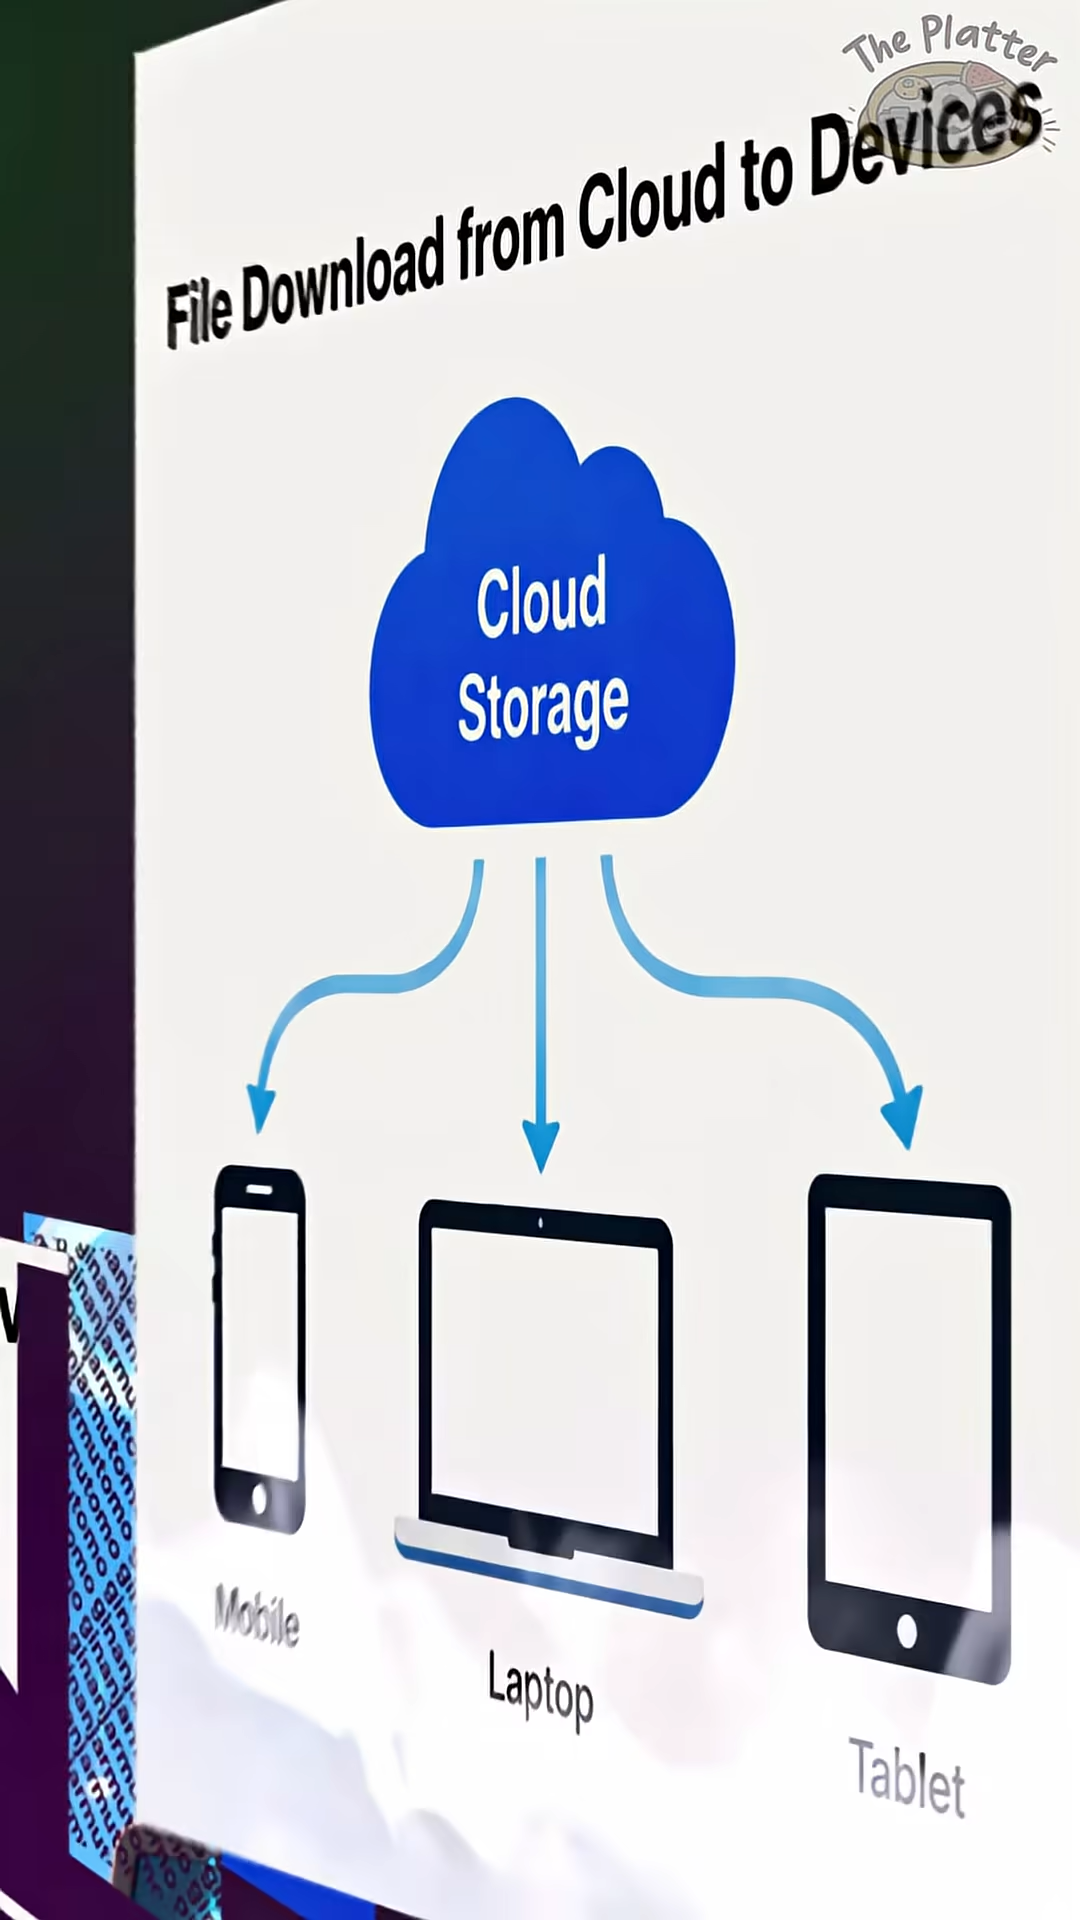 The Platter
File Download from Cloud to Devices
Cloud
Storage
Mobile
Laptop
Tablet